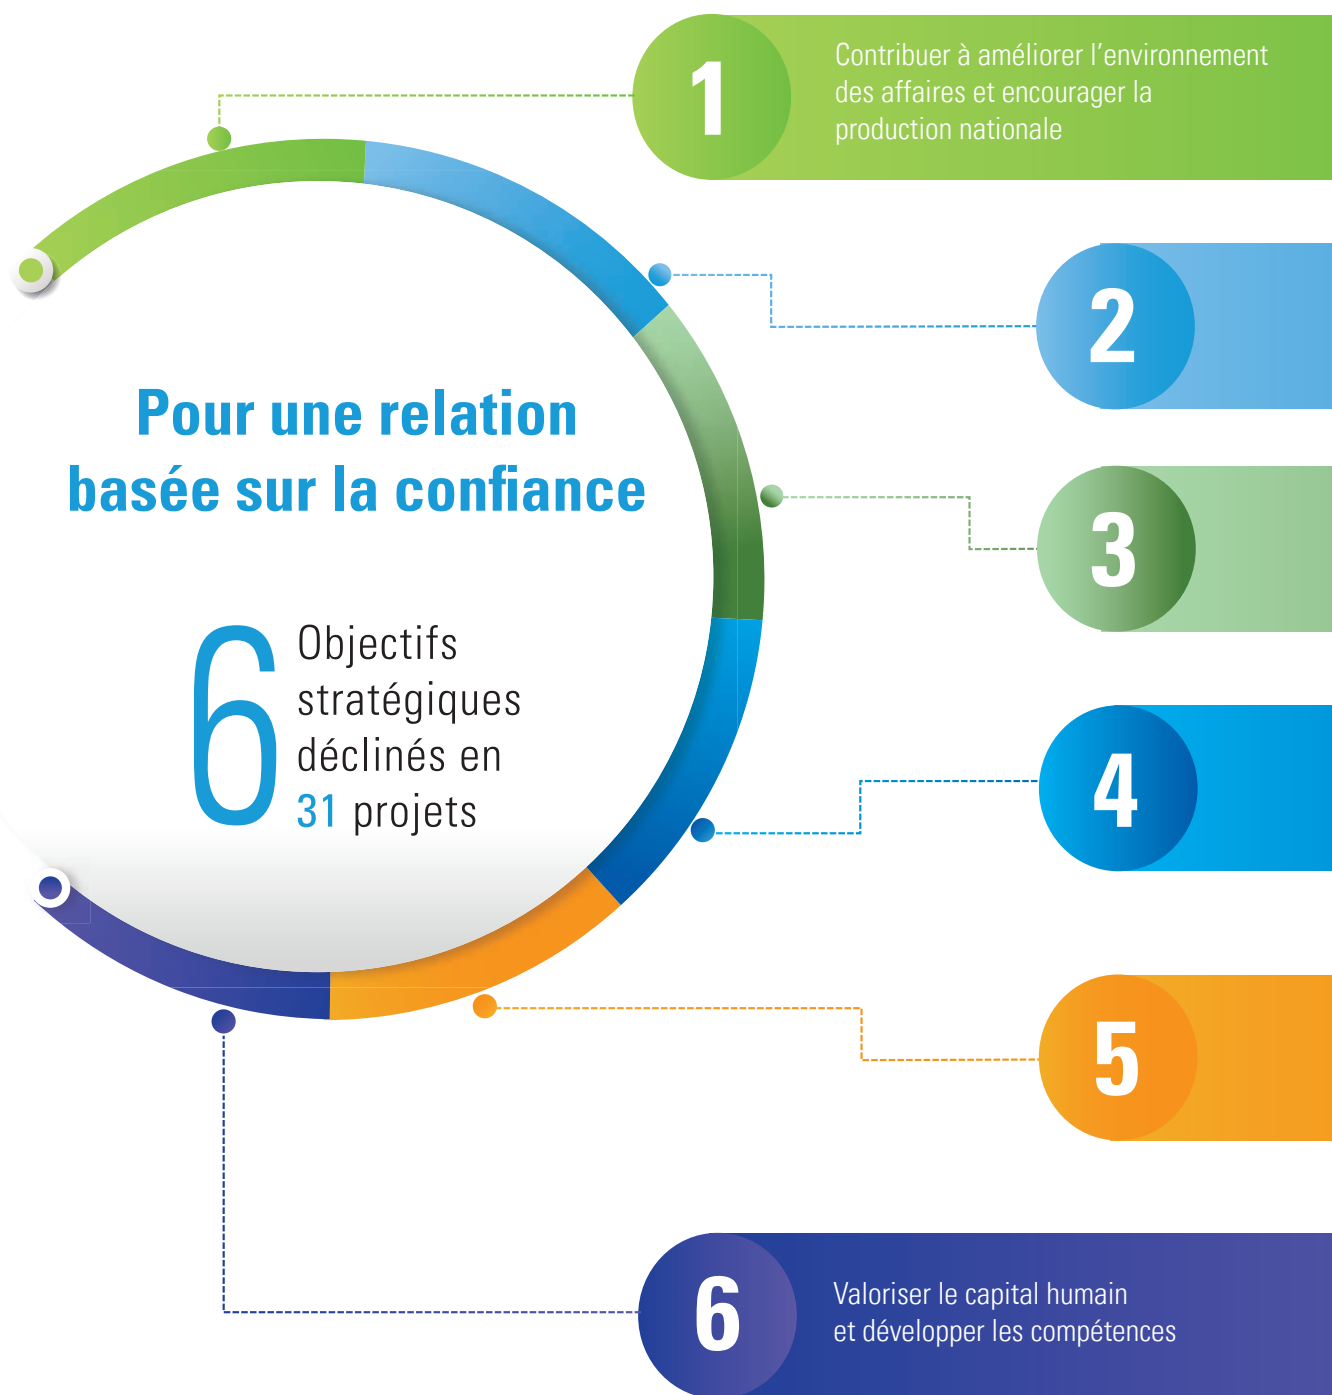 1
Contribuer à améliorer l’environnement
des affaires et encourager la
production nationale
2
Pour une relation
basée sur la confiance
3
6
Objectifs
stratégiques
déclinés en
31 projets
4
5
6
Valoriser le capital humain
et développer les compétences